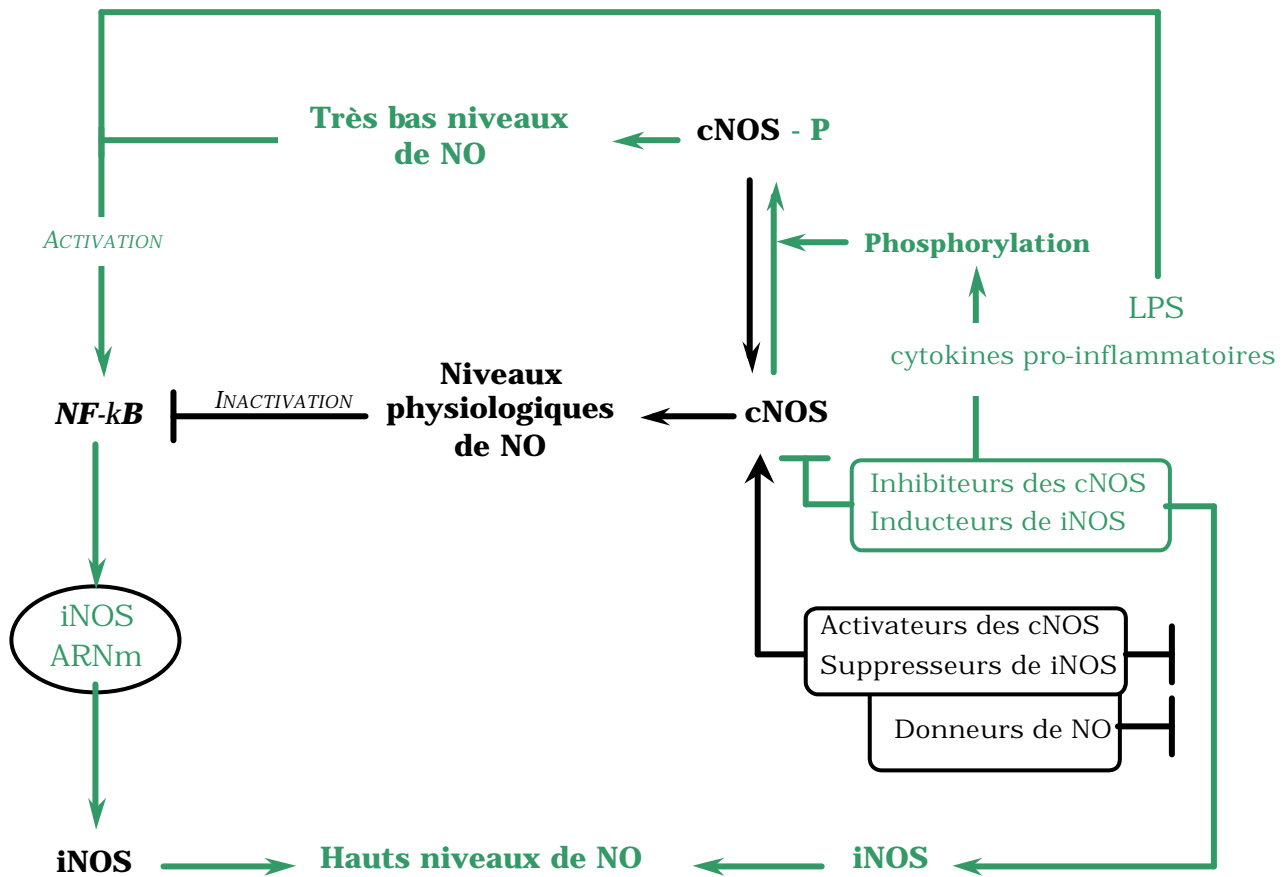 Très bas niveaux
de NO
cNOS - P
ACTIVATION
Phosphorylation
LPS
cytokines pro-inflammatoires
NF-kB
INACTIVATION
Niveaux
physiologiques
de NO
cNOS
Inhibiteurs des cNOS
Inducteurs de iNOS
iNOS
ARNm
Activateurs des cNOS
Suppresseurs de iNOS
Donneurs de NO
iNOS
Hauts niveaux de NO
iNOS